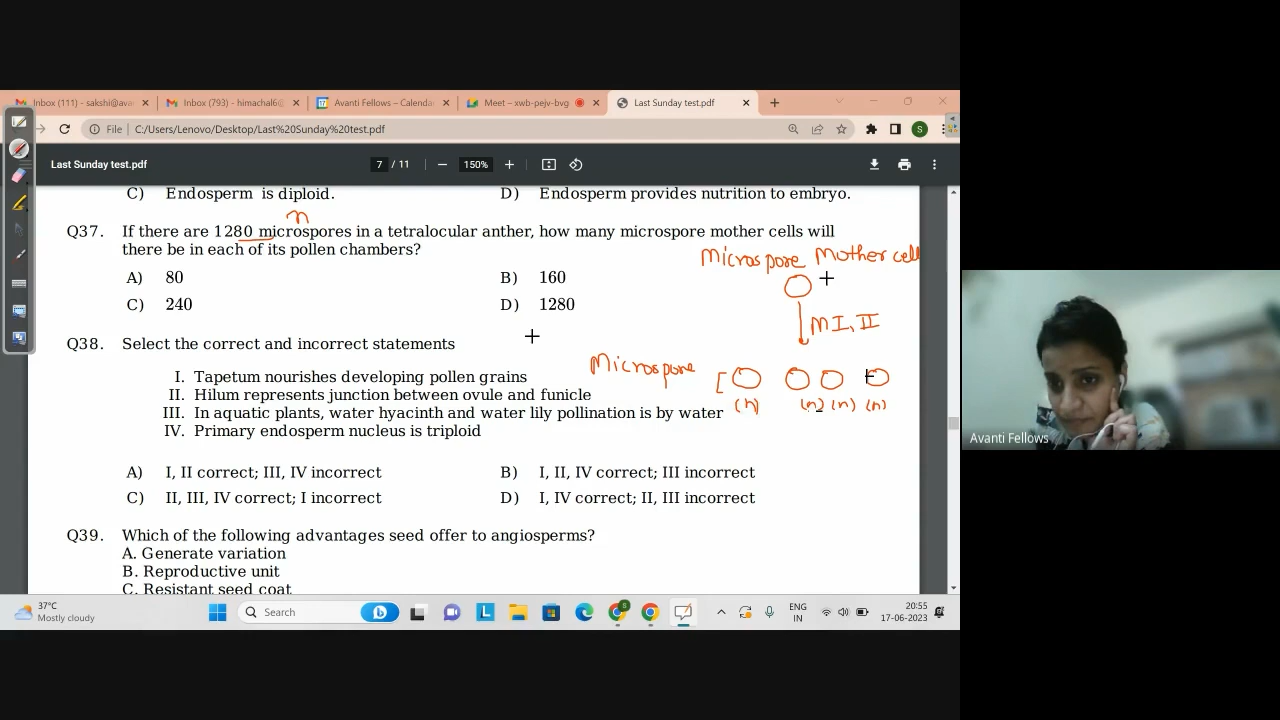 Inbox (111) – sakshi@ava
Inbox (793) – himachal6@
Avanti Fellows – Calenda
Meet – xwb-pejv-bvg
Last Sunday test.pdf
File
C:/Users/Lenovo/Desktop/Last%20Sunday%20test.pdf
S
Last Sunday test.pdf
7 / 11
150%
C) Endosperm is diploid.
D) Endosperm provides nutrition to embryo.
n
Q37. If there are 1280 microspores in a tetralocular anther, how many microspore mother cells will
there be in each of its pollen chambers?
Microspore Mother cell
A) 80
B) 160
C) 240
D) 1280
MI, II
Q38. Select the correct and incorrect statements
Microspore
I. Tapetum nourishes developing pollen grains
II. Hilum represents junction between ovule and funicle
(n) (n) (n) (n)
III. In aquatic plants, water hyacinth and water lily pollination is by water
IV. Primary endosperm nucleus is triploid
A) I, II correct; III, IV incorrect
B) I, II, IV correct; III incorrect
C) II, III, IV correct; I incorrect
D) I, IV correct; II, III incorrect
Q39. Which of the following advantages seed offer to angiosperms?
A. Generate variation
B. Reproductive unit
C. Resistant seed coat
Avanti Fellows
37°C
Mostly cloudy
Search
ENG
IN
20:55
17-06-2023